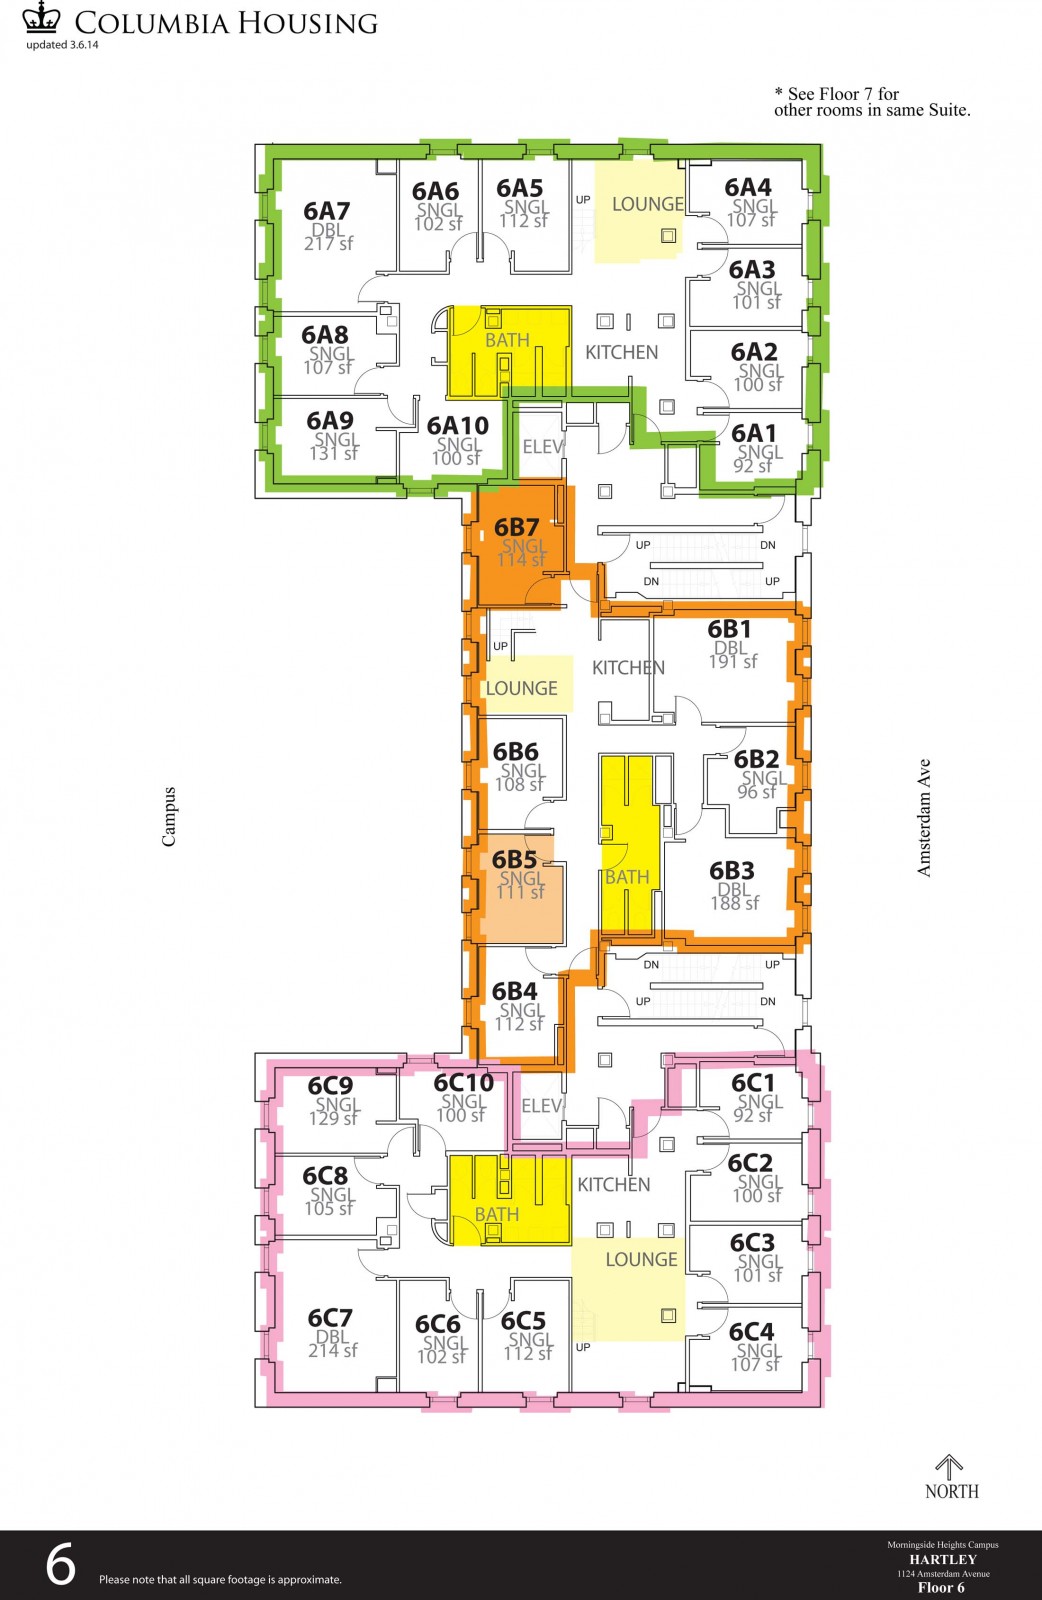 COLUMBIA HOUSING
updated 3.6.14
* See Floor 7 for
other rooms in same Suite.
6A7
DBL
217 sf
6A6
SNGL
102 sf
6A5
SNGL
112 sf
UP
LOUNGE
6A4
SNGL
107 sf
6A3
SNGL
101 sf
6A8
SNGL
107 sf
BATH
KITCHEN
6A2
SNGL
100 sf
6A9
SNGL
131 sf
6A10
SNGL
100 sf
ELEV
6A1
SNGL
92 sf
6B7
SNGL
114 sf
UP
DN
DN
UP
UP
LOUNGE
KITCHEN
6B1
DBL
191 sf
6B6
SNGL
108 sf
6B2
SNGL
96 sf
Campus
Amsterdam Ave
6B5
SNGL
111 sf
BATH
6B3
DBL
188 sf
6B4
SNGL
112 sf
DN
UP
UP
DN
6C9
SNGL
129 sf
6C10
SNGL
100 sf
ELEV
6C1
SNGL
92 sf
6C8
SNGL
105 sf
BATH
KITCHEN
6C2
SNGL
100 sf
LOUNGE
6C3
SNGL
101 sf
6C7
DBL
214 sf
6C6
SNGL
102 sf
6C5
SNGL
112 sf
UP
6C4
SNGL
107 sf
NORTH
6
Please note that all square footage is approximate.
Morningside Heights Campus
HARTLEY
1124 Amsterdam Avenue
Floor 6